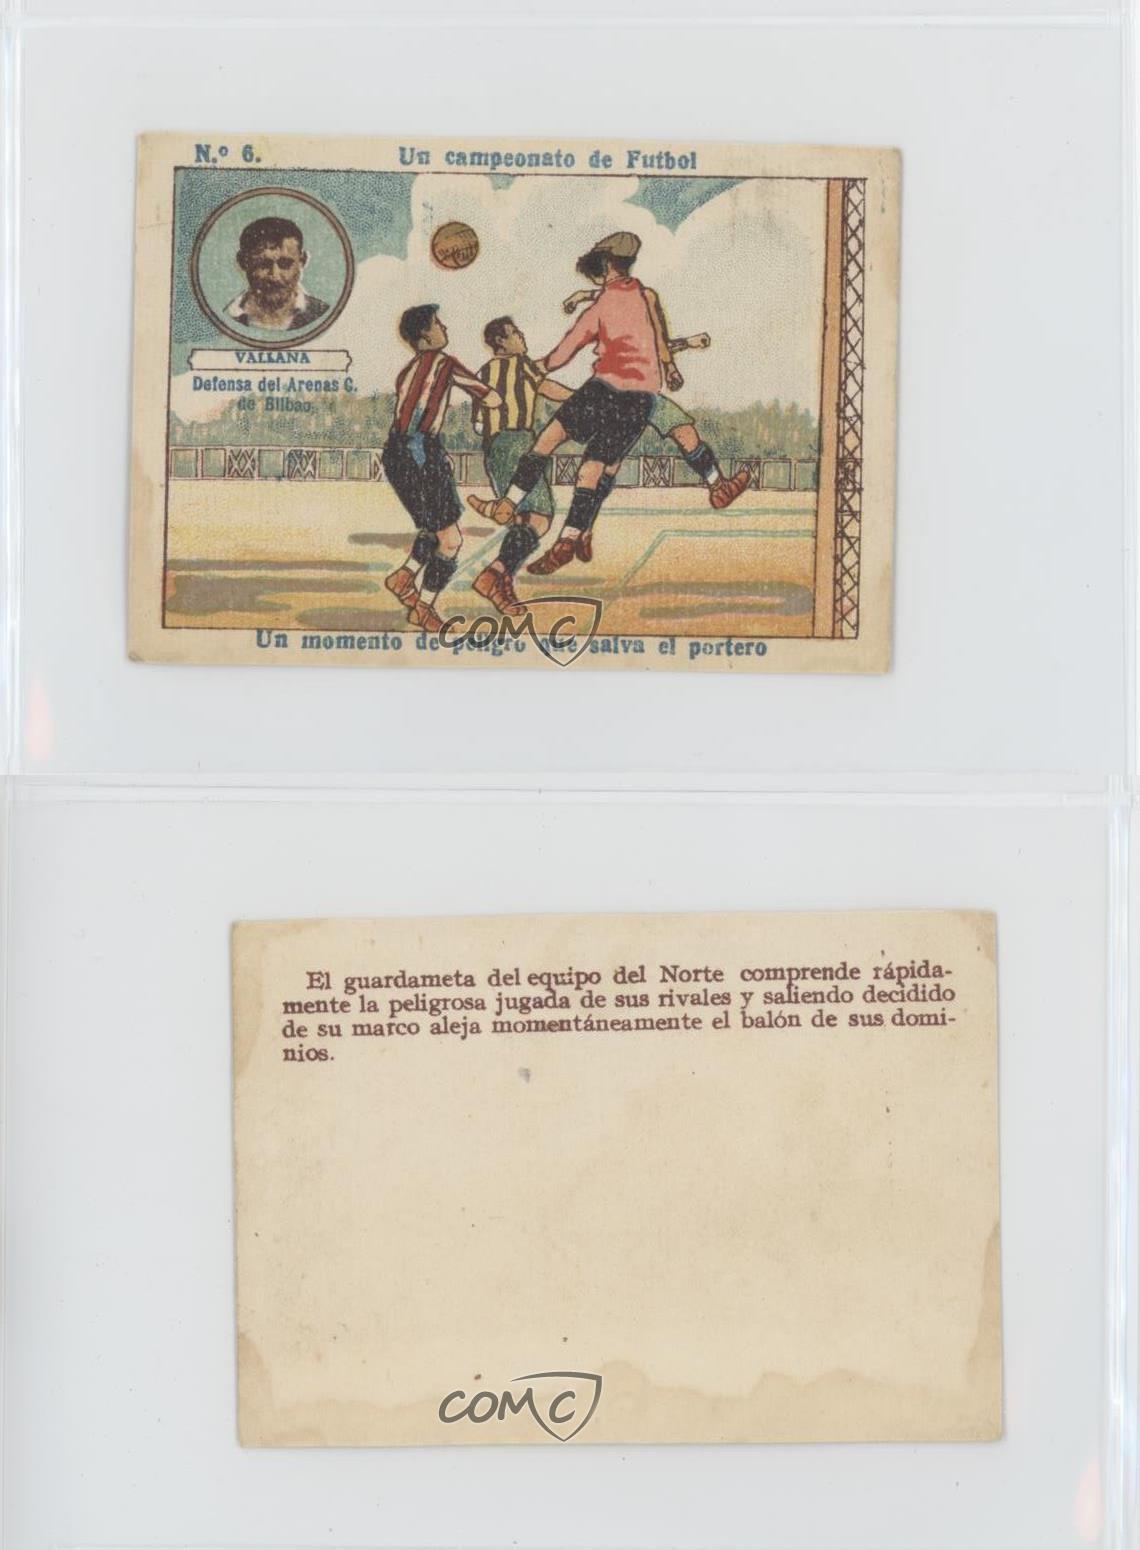 N.º 6.
Un campeonato de Futbol
VALLANA
Defensa del Arenas C.
de Bilbao
Un momento de peligro que salva el portero
COMC
El guardameta del equipo del Norte comprende rápida-
mente la peligrosa jugada de sus rivales y saliendo decidido
de su marco aleja momentáneamente el balón de sus domi-
nios.
COMC